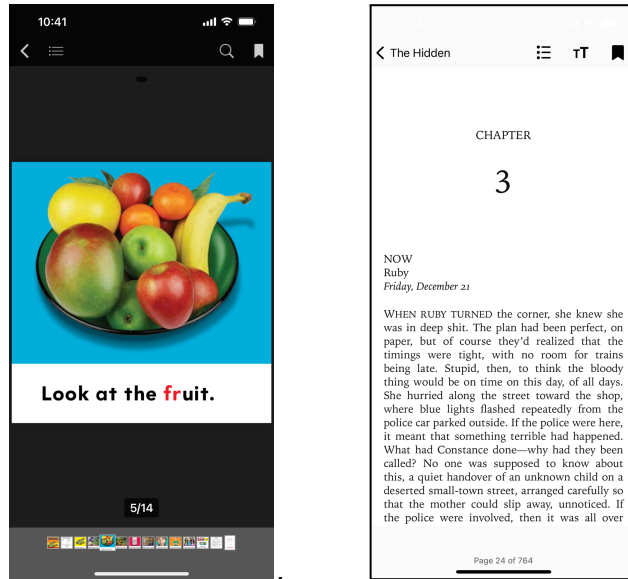 10:41
Look at the fruit.
5/14
The Hidden
TT
CHAPTER
3
NOW
Ruby
Friday, December 21
WHEN RUBY TURNED the corner, she knew she
was in deep shit. The plan had been perfect, on
paper, but of course they'd realized that the
timings were tight, with no room for trains
being late. Stupid, then, to think the bloody
thing would be on time on this day, of all days.
She hurried along the street toward the shop,
where blue lights flashed repeatedly from the
police car parked outside. If the police were here,
it meant that something terrible had happened.
What had Constance done—why had they been
called? No one was supposed to know about
this, a quiet handover of an unknown child on a
deserted small-town street, arranged carefully so
that the mother could slip away, unnoticed. If
the police were involved, then it was all over
Page 24 of 764